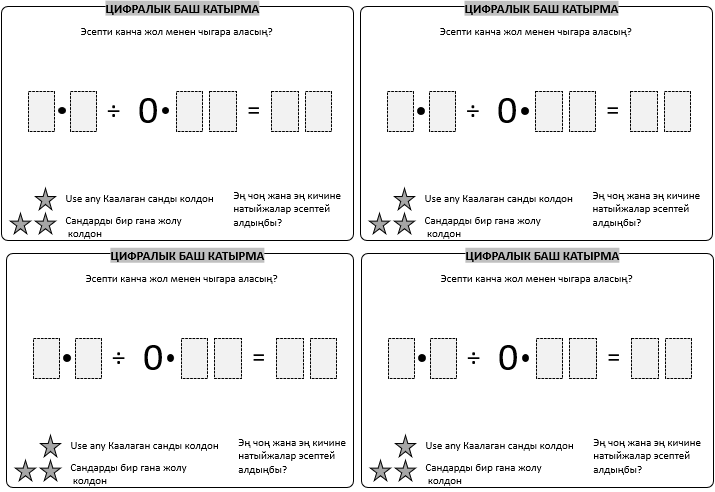 ЦИФРАЛЫК БАШ КАТЫРМА
Эсепти канча жол менен чыгара аласың?
• ÷ 0• =
Use any Каалаган санды колдон
Сандарды бир гана жолу
колдон
Эң чоң жана эң кичине
натыйжалар эсептей
алдыңбы?
ЦИФРАЛЫК БАШ КАТЫРМА
Эсепти канча жол менен чыгара аласың?
• ÷ 0• =
Use any Каалаган санды колдон
Сандарды бир гана жолу
колдон
Эң чоң жана эң кичине
натыйжалар эсептей
алдыңбы?
ЦИФРАЛЫК БАШ КАТЫРМА
Эсепти канча жол менен чыгара аласың?
• ÷ 0• =
Use any Каалаган санды колдон
Сандарды бир гана жолу
колдон
Эң чоң жана эң кичине
натыйжалар эсептей
алдыңбы?
ЦИФРАЛЫК БАШ КАТЫРМА
Эсепти канча жол менен чыгара аласың?
• ÷ 0• =
Use any Каалаган санды колдон
Сандарды бир гана жолу
колдон
Эң чоң жана эң кичине
натыйжалар эсептей
алдыңбы?